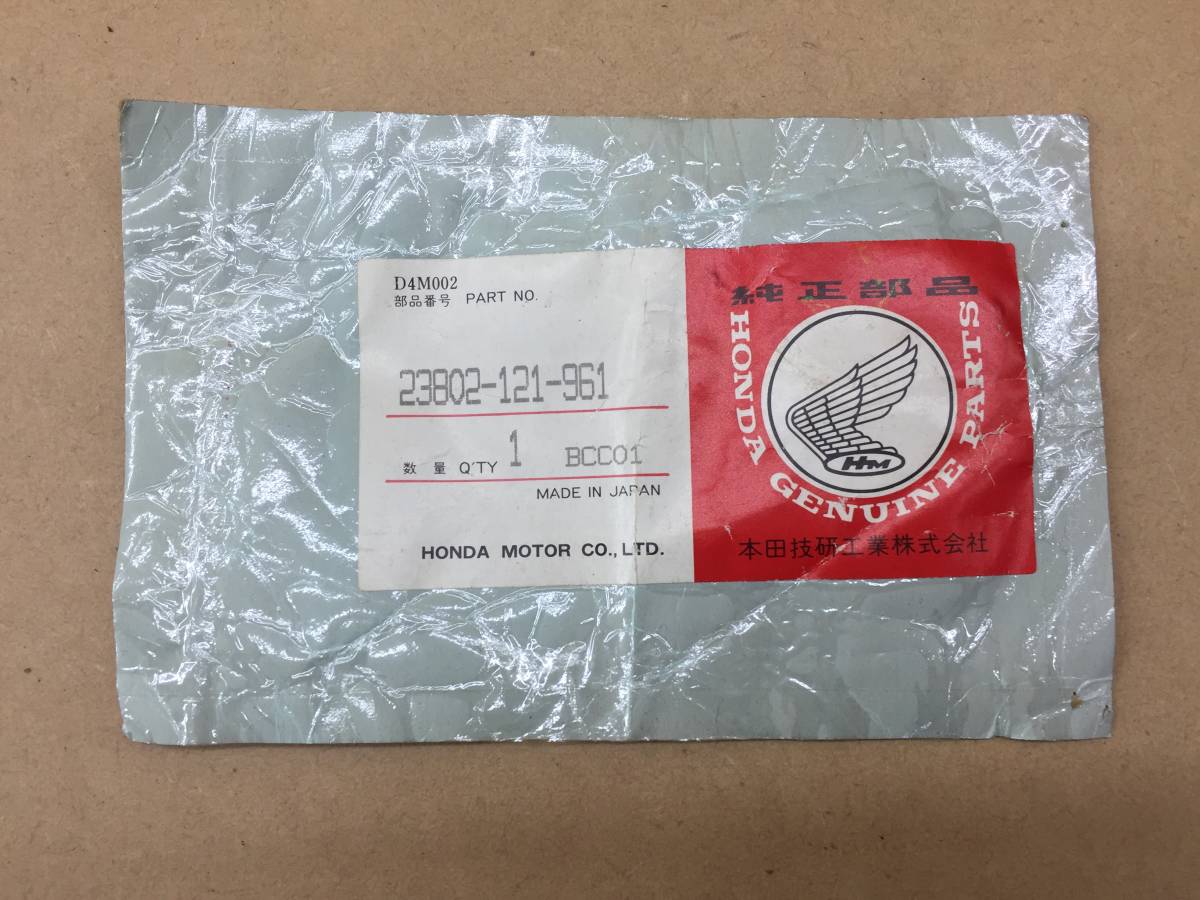 D4M002
部品番号 PART NO.
23802-121-961
数量 Q'TY 1 BCC01
MADE IN JAPAN
HONDA MOTOR CO., LTD.
純正部品
HONDA GENUINE PARTS
HM
本田技研工業株式会社